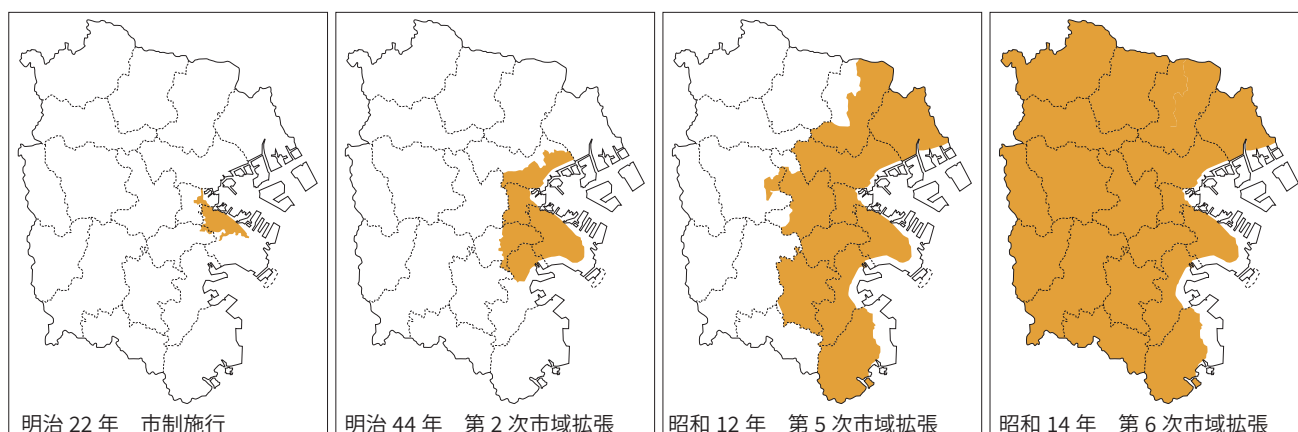 明治 22 年　市制施行
明治 44 年　第 2 次市域拡張
昭和 12 年　第 5 次市域拡張
昭和 14 年　第 6 次市域拡張